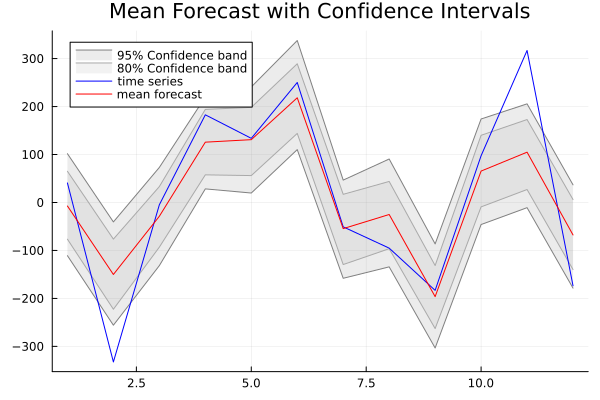 Mean Forecast with Confidence Intervals
95% Confidence band
80% Confidence band
time series
mean forecast
300
200
100
0
−100
−200
−300
2.5 5.0 7.5 10.0